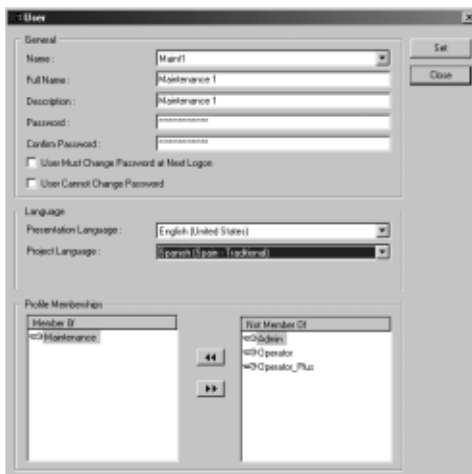 User
General
Name : Maint1
Set
Full Name : Maintenance 1
Close
Description : Maintenance 1
Password : ************
Confirm Password : ************
User Must Change Password at Next Logon
User Cannot Change Password
Language
Presentation Language : English (United States)
Project Language : Spanish (Spain - Traditional)
Profile Memberships
Member Of
Not Member Of
Maintenance
Admin
Operator
Operator_Plus